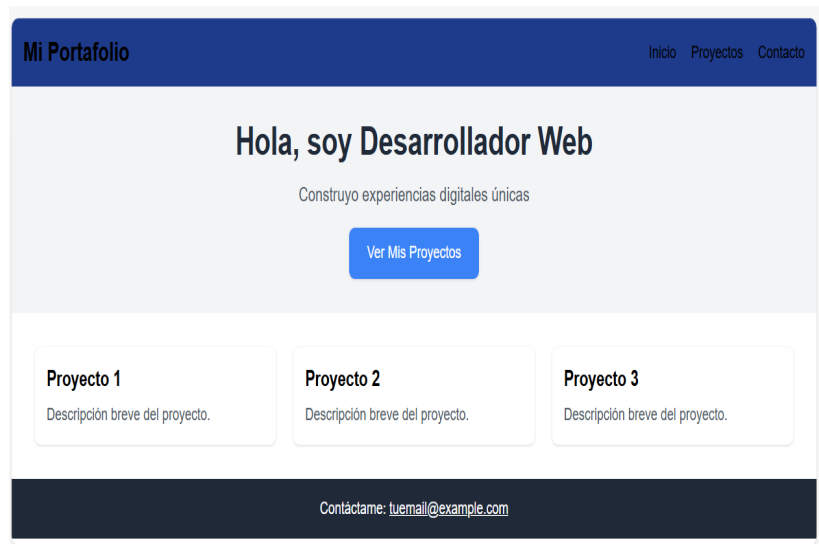 Mi Portafolio
Inicio Proyectos Contacto
Hola, soy Desarrollador Web
Construyo experiencias digitales únicas
Ver Mis Proyectos
Proyecto 1
Descripción breve del proyecto.
Proyecto 2
Descripción breve del proyecto.
Proyecto 3
Descripción breve del proyecto.
Contáctame: tuemail@example.com